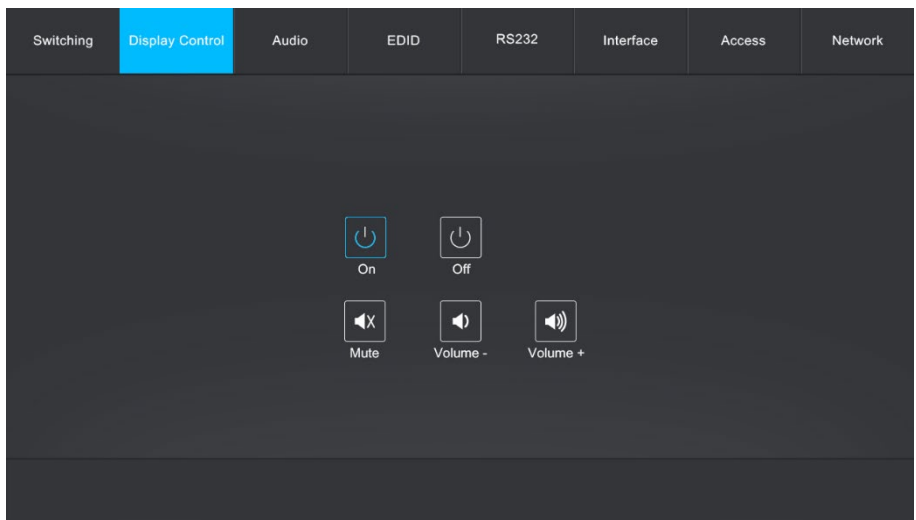 Switching Display Control Audio EDID RS232 Interface Access Network
On Off
Mute Volume - Volume +